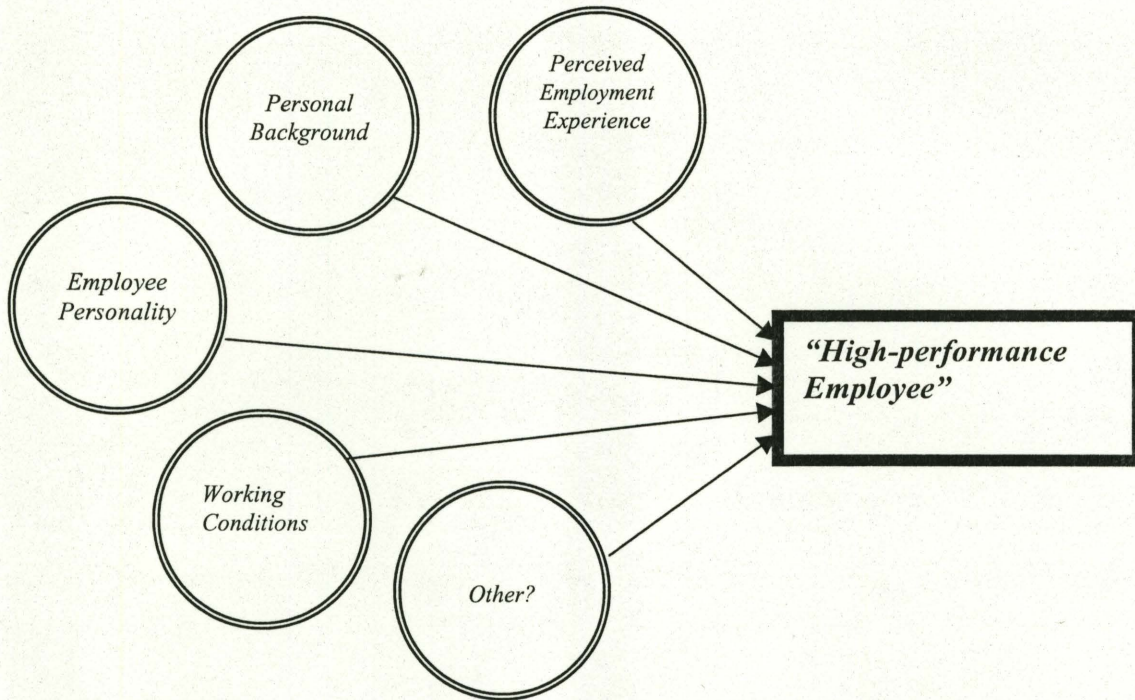 Perceived
Employment
Experience
Personal
Background
Employee
Personality
“High-performance
Employee”
Working
Conditions
Other?